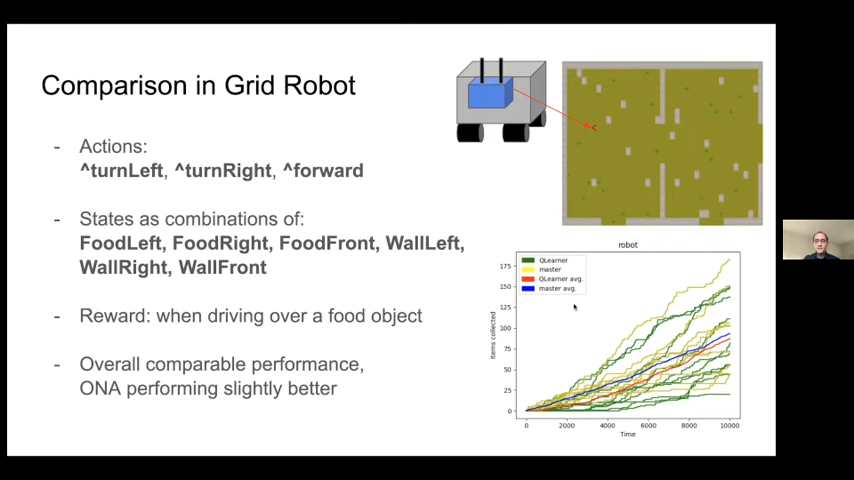 Comparison in Grid Robot
- Actions:
^turnLeft, ^turnRight, ^forward
- States as combinations of:
FoodLeft, FoodRight, FoodFront, WallLeft,
WallRight, WallFront
- Reward: when driving over a food object
- Overall comparable performance,
ONA performing slightly better
robot
QLearner
master
QLearner avg.
master avg.
Items collected
175
150
125
100
75
50
25
0
0 2000 4000 6000 8000 10000
Time